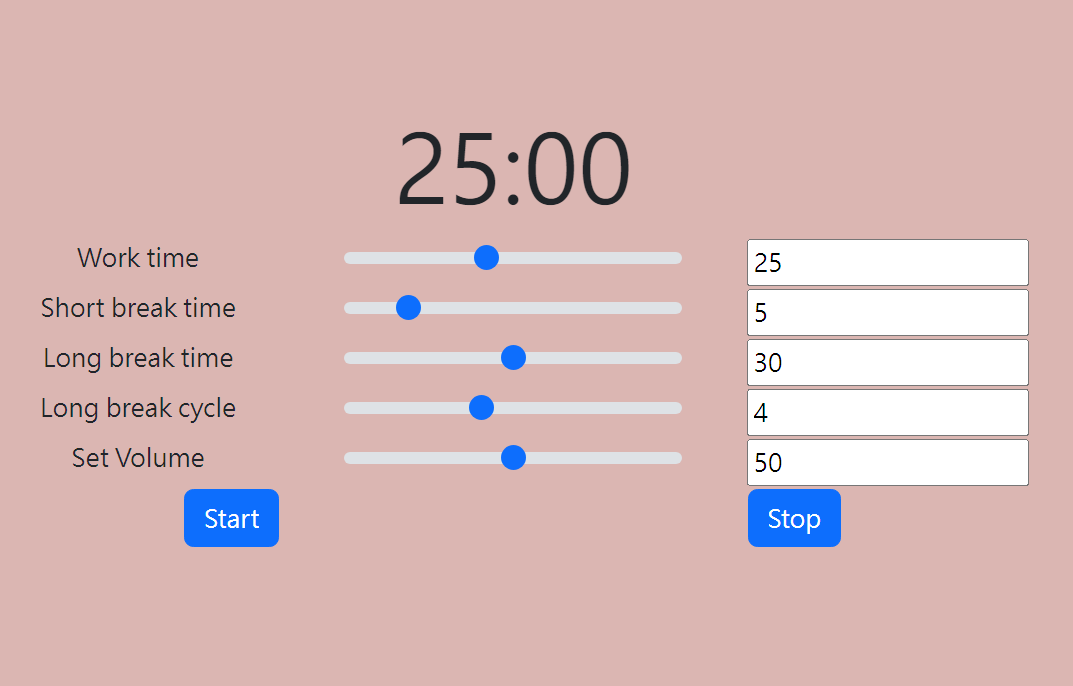 25:00
Work time 25
Short break time 5
Long break time 30
Long break cycle 4
Set Volume 50
Start Stop